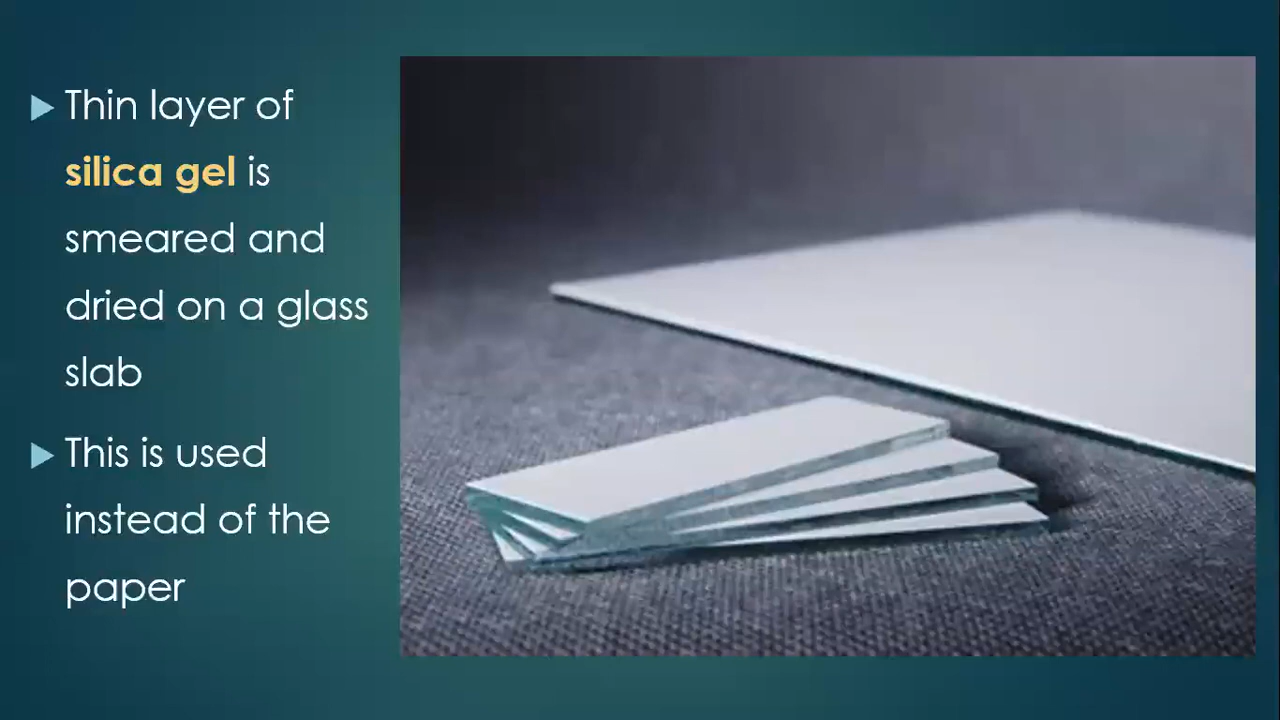 Thin layer of
silica gel is
smeared and
dried on a glass
slab
This is used
instead of the
paper